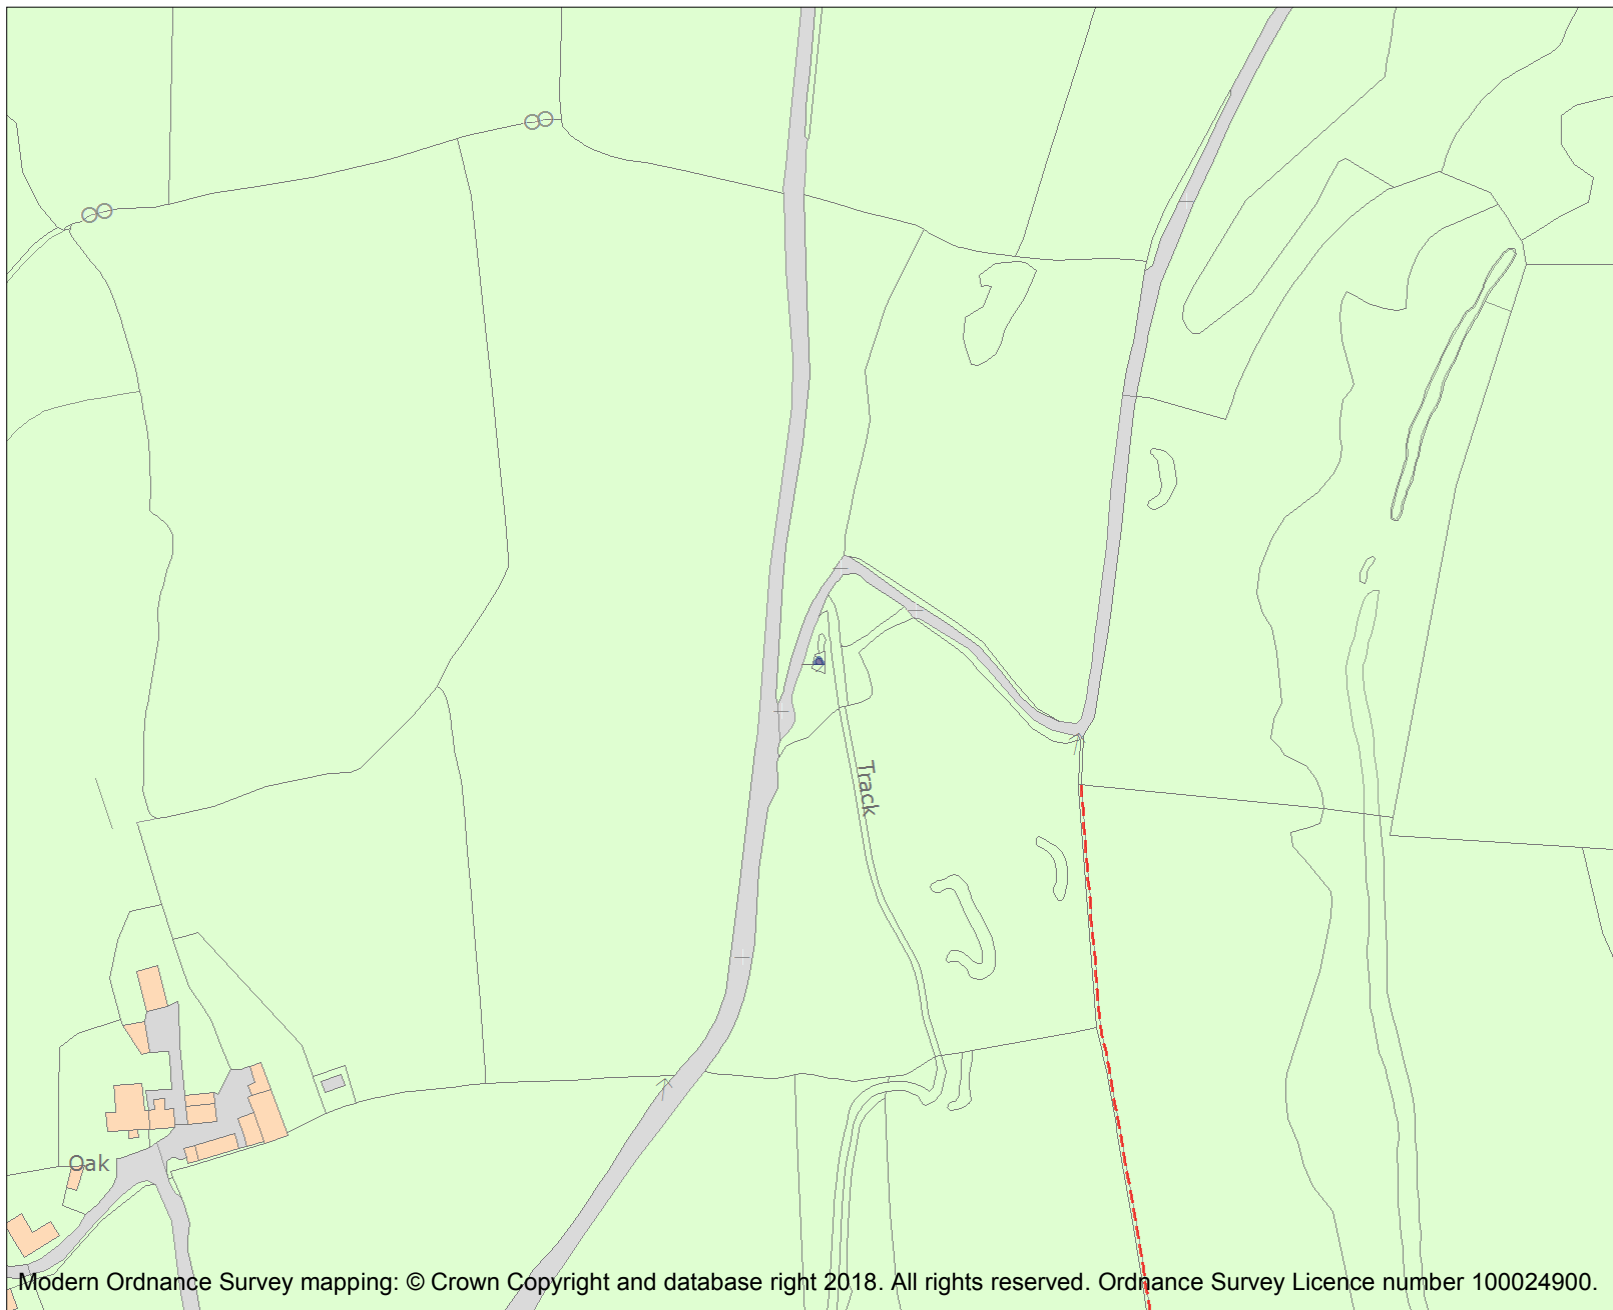 Track
Oak
Modern Ordnance Survey mapping: © Crown Copyright and database right 2018. All rights reserved. Ordnance Survey Licence number 100024900.